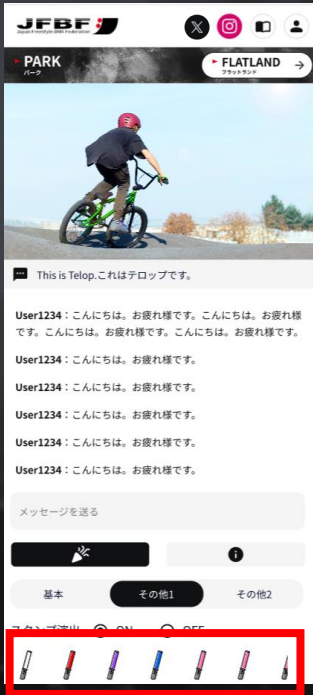 JFBF
Japan Freestyle BMX Federation
PARK
パーク
FLATLAND
フラットランド
This is Telop.これはテロップです。
User1234：こんにちは。お疲れ様です。こんにちは。お疲れ様
です。こんにちは。お疲れ様です。こんにちは。お疲れ様です。
User1234：こんにちは。お疲れ様です。
User1234：こんにちは。お疲れ様です。
User1234：こんにちは。お疲れ様です。
User1234：こんにちは。お疲れ様です。
User1234：こんにちは。お疲れ様です。
メッセージを送る
基本 その他1 その他2
スタンプ演出 ON OFF